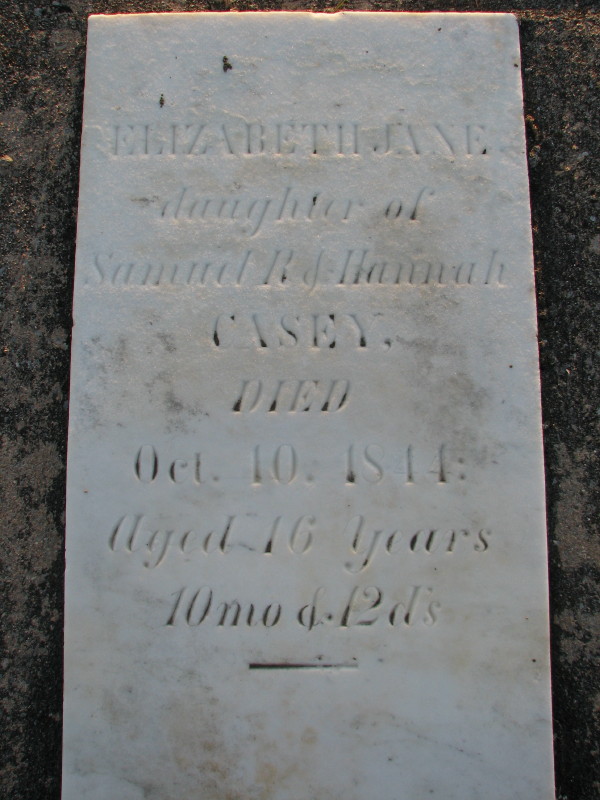 ELIZABETH JANE
daughter of
Samuel R & Hannah
CASEY,
DIED
Oct. 10. 1844:
Aged 16 Years
10 mo & 12 d's